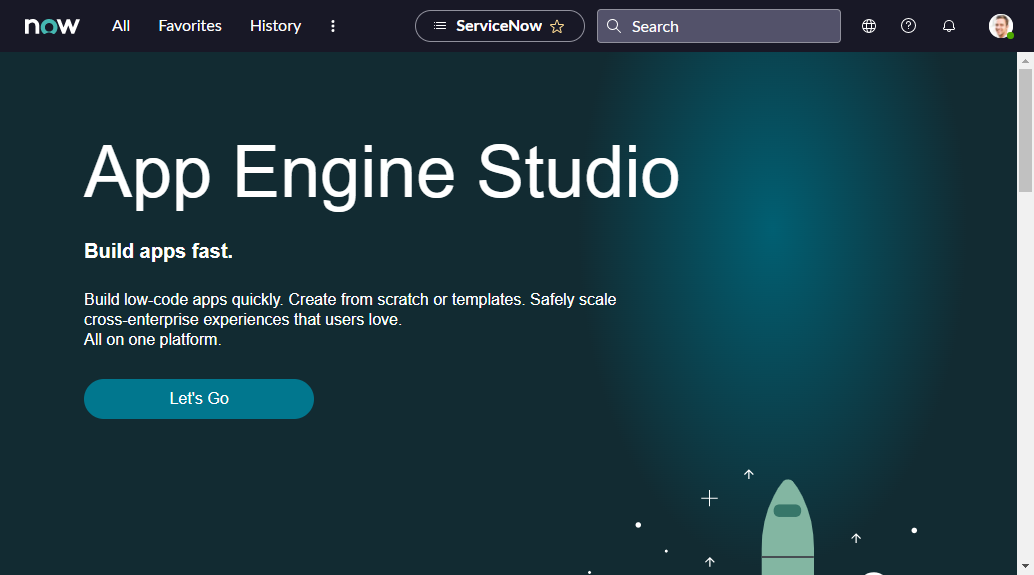 now
All
Favorites
History
ServiceNow
Search
App Engine Studio
Build apps fast.
Build low-code apps quickly. Create from scratch or templates. Safely scale
cross-enterprise experiences that users love.
All on one platform.
Let's Go